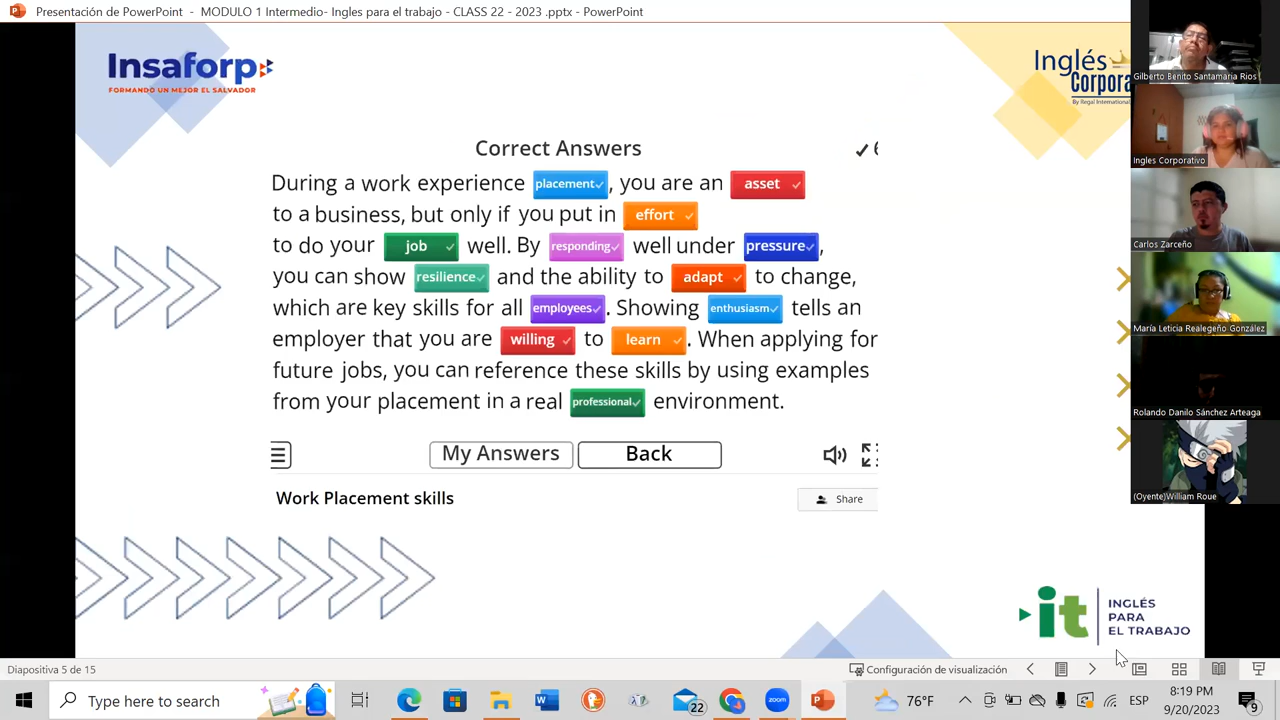 Presentación de PowerPoint - MODULO 1 Intermedio- Ingles para el trabajo - CLASS 22 - 2023 .pptx - PowerPoint
Insaforp
FORMANDO UN MEJOR EL SALVADOR
Inglés
Corpora
By Regal International
Correct Answers
During a work experience placement, you are an asset
to a business, but only if you put in effort
to do your job well. By responding well under pressure,
you can show resilience and the ability to adapt to change,
which are key skills for all employees. Showing enthusiasm tells an
employer that you are willing to learn. When applying for
future jobs, you can reference these skills by using examples
from your placement in a real professional environment.
My Answers
Back
Work Placement skills
Share
Gilberto Benito Santamaria Rios
Ingles Corporativo
Carlos Zarceño
María Leticia Realegeño González
Rolando Danilo Sánchez Arteaga
(Oyente)William Roue
it
INGLÉS
PARA
EL TRABAJO
Diapositiva 5 de 15
Configuración de visualización
Type here to search
22
zoom
76°F
ESP
8:19 PM
9/20/2023
9